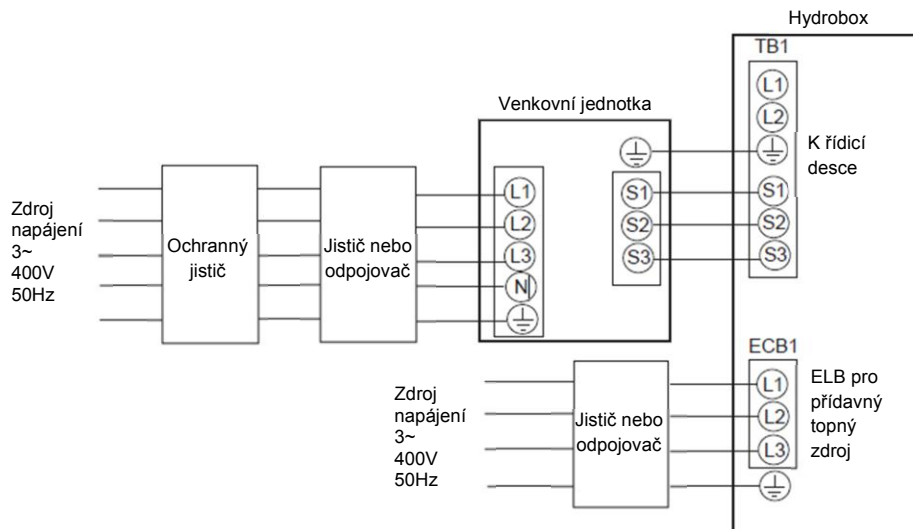 Hydrobox
TB1
L1
L2
K řídicí
desce
S1
S2
S3
Venkovní jednotka
L1
L2
L3
N
S1
S2
S3
Zdroj
napájení
3~
400V
50Hz
Ochranný
jistič
Jistič nebo
odpojovač
ECB1
L1
L2
L3
ELB pro
přídavný
topný
zdroj
Zdroj
napájení
3~
400V
50Hz
Jistič nebo
odpojovač